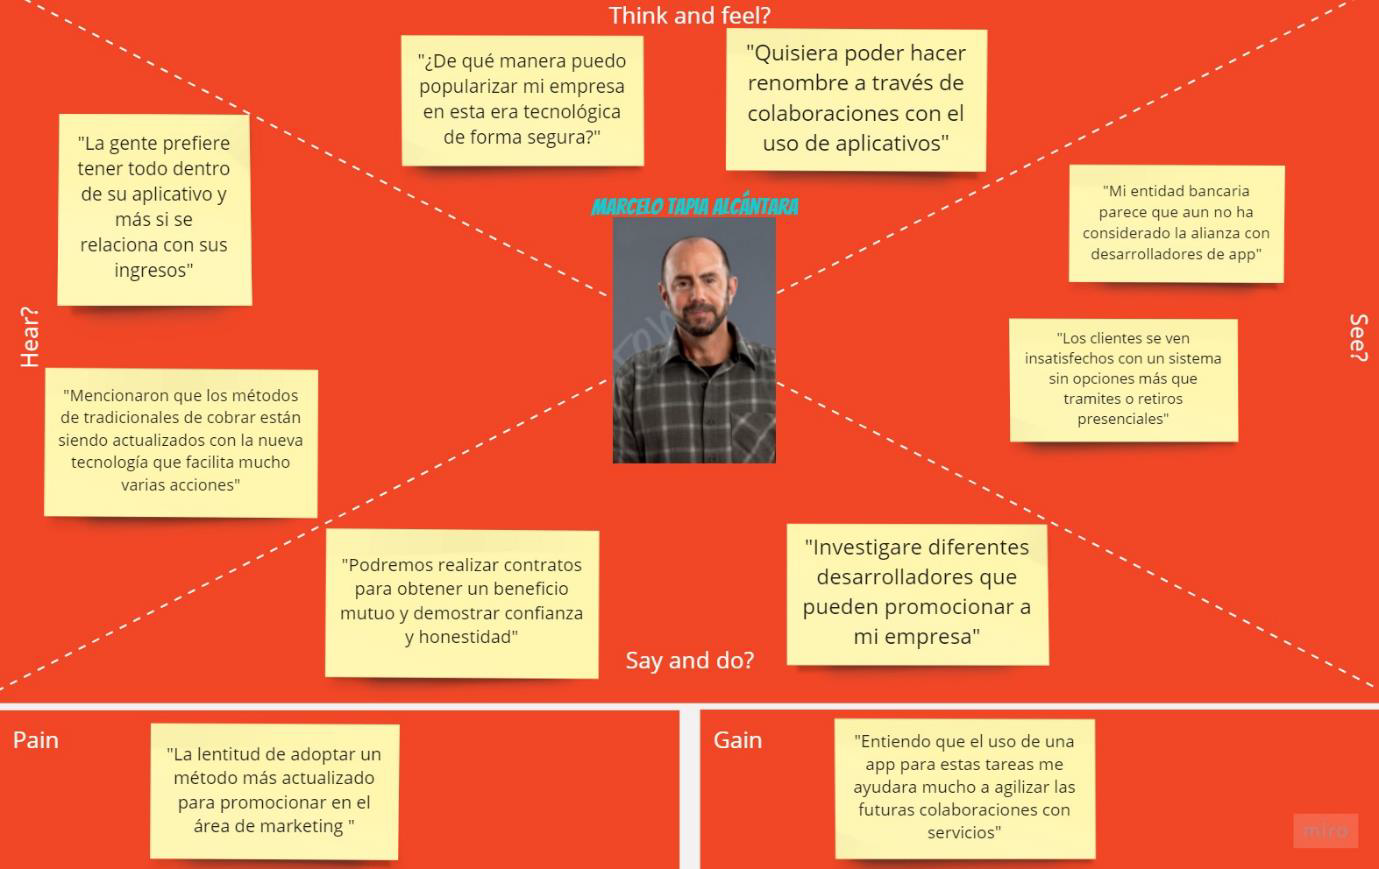 Think and feel?
"¿De qué manera puedo
popularizar mi empresa
en esta era tecnológica
de forma segura?"
"Quisiera poder hacer
renombre a través de
colaboraciones con el
uso de aplicativos"
"La gente prefiere
tener todo dentro
de su aplicativo y
más si se
relaciona con sus
ingresos"
MARCELO TAPIA ALCÁNTARA
"Mi entidad bancaria
parece que aun no ha
considerado la alianza con
desarrolladores de app"
Hear?
See?
"Los clientes se ven
insatisfechos con un sistema
sin opciones más que
tramites o retiros
presenciales"
"Mencionaron que los métodos
de tradicionales de cobrar están
siendo actualizados con la nueva
tecnología que facilita mucho
varias acciones"
"Podremos realizar contratos
para obtener un beneficio
mutuo y demostrar confianza
y honestidad"
"Investigare diferentes
desarrolladores que
pueden promocionar a
mi empresa"
Say and do?
Pain
"La lentitud de adoptar un
método más actualizado
para promocionar en el
área de marketing "
Gain
"Entiendo que el uso de una
app para estas tareas me
ayudara mucho a agilizar las
futuras colaboraciones con
servicios"
miro